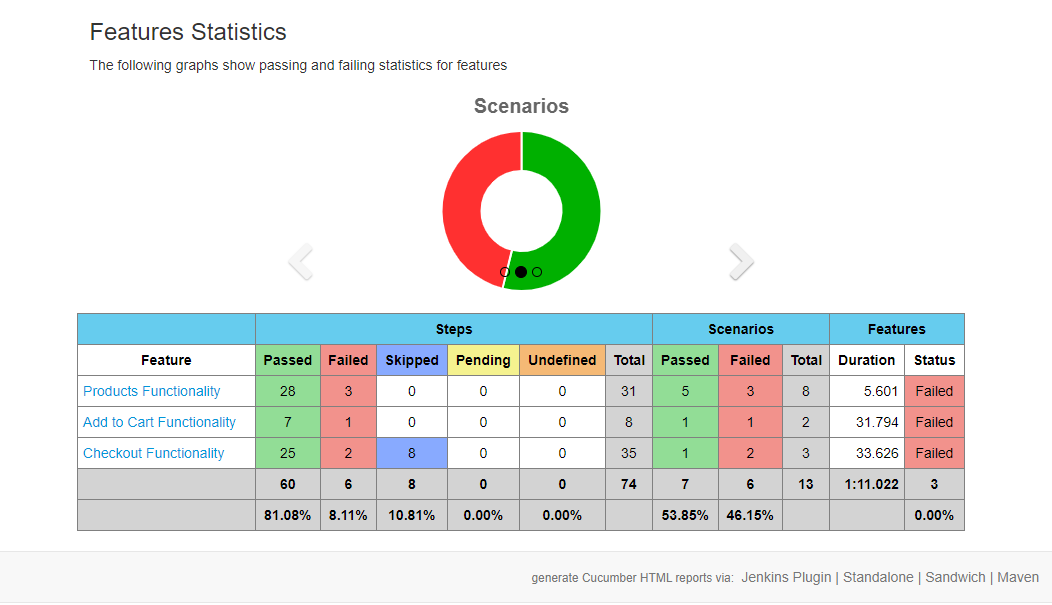 Features Statistics
The following graphs show passing and failing statistics for features
Scenarios
Steps Scenarios Features
Feature Passed Failed Skipped Pending Undefined Total Passed Failed Total Duration Status
Products Functionality 28 3 0 0 0 31 5 3 8 5.601 Failed
Add to Cart Functionality 7 1 0 0 0 8 1 1 2 31.794 Failed
Checkout Functionality 25 2 8 0 0 35 1 2 3 33.626 Failed
60 6 8 0 0 74 7 6 13 1:11.022 3
81.08% 8.11% 10.81% 0.00% 0.00% 53.85% 46.15% 0.00%
generate Cucumber HTML reports via: Jenkins Plugin | Standalone | Sandwich | Maven